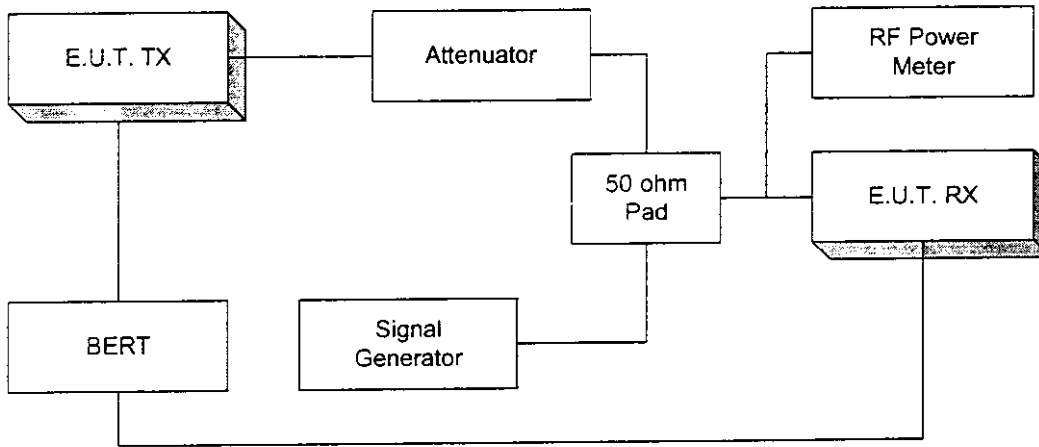 E.U.T. TX
Attenuator
RF Power
Meter
50 ohm
Pad
E.U.T. RX
BERT
Signal
Generator